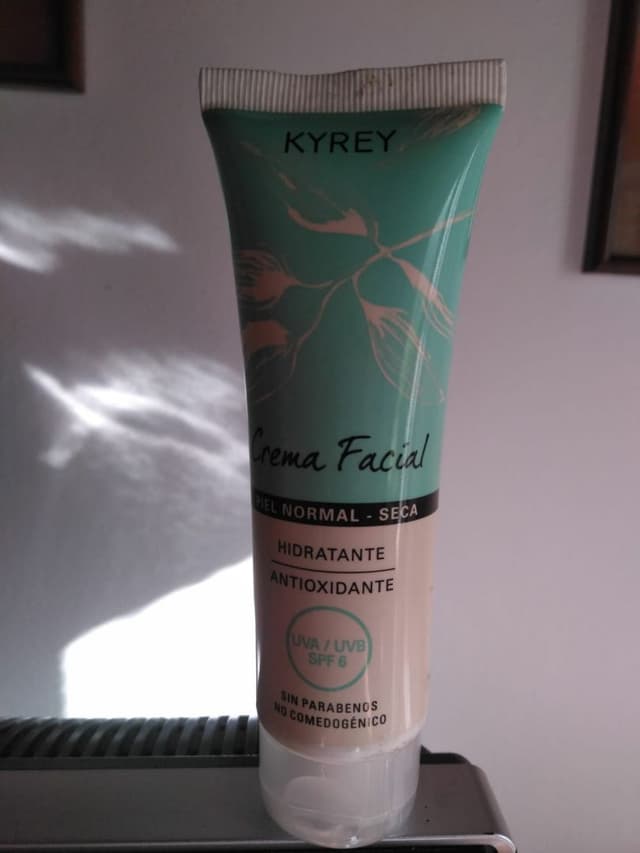 KYREY
Crema Facial
PIEL NORMAL - SECA
HIDRATANTE
ANTIOXIDANTE
UVA / UVB
SPF 6
SIN PARABENOS
NO COMEDOGÉNICO